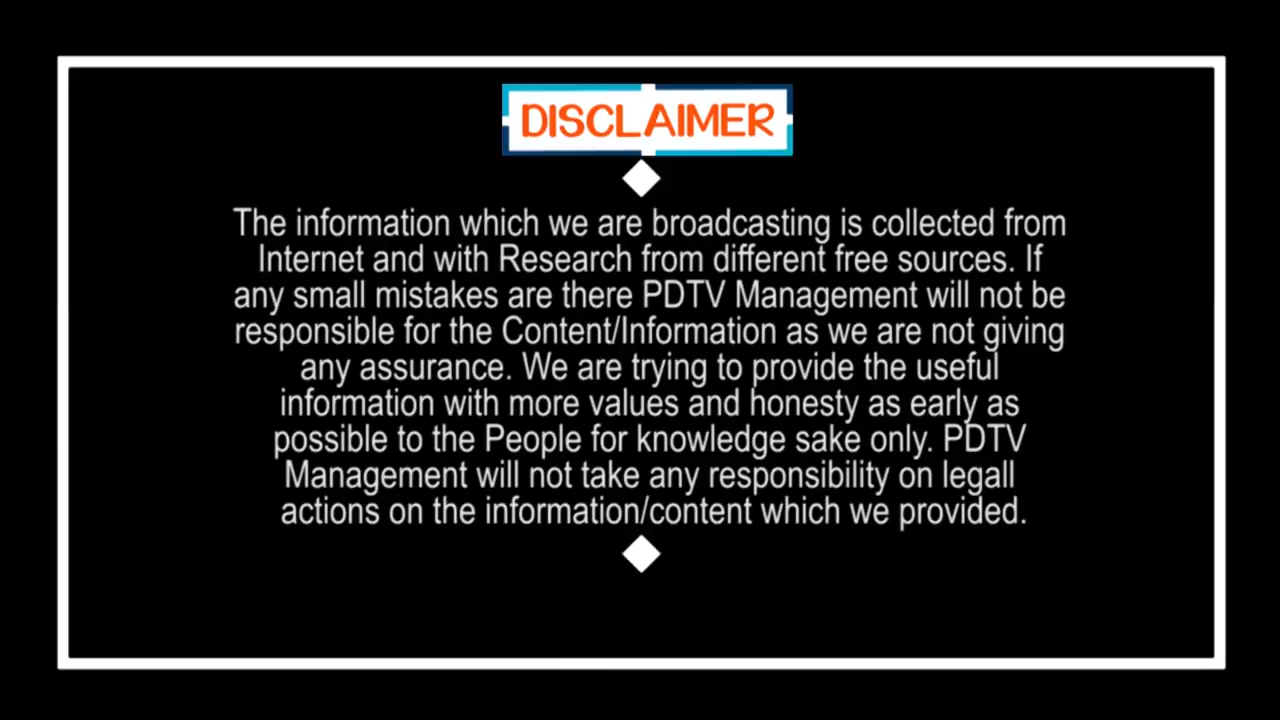 DISCLAIMER
The information which we are broadcasting is collected from
Internet and with Research from different free sources. If
any small mistakes are there PDTV Management will not be
responsible for the Content/Information as we are not giving
any assurance. We are trying to provide the useful
information with more values and honesty as early as
possible to the People for knowledge sake only. PDTV
Management will not take any responsibility on legall
actions on the information/content which we provided.